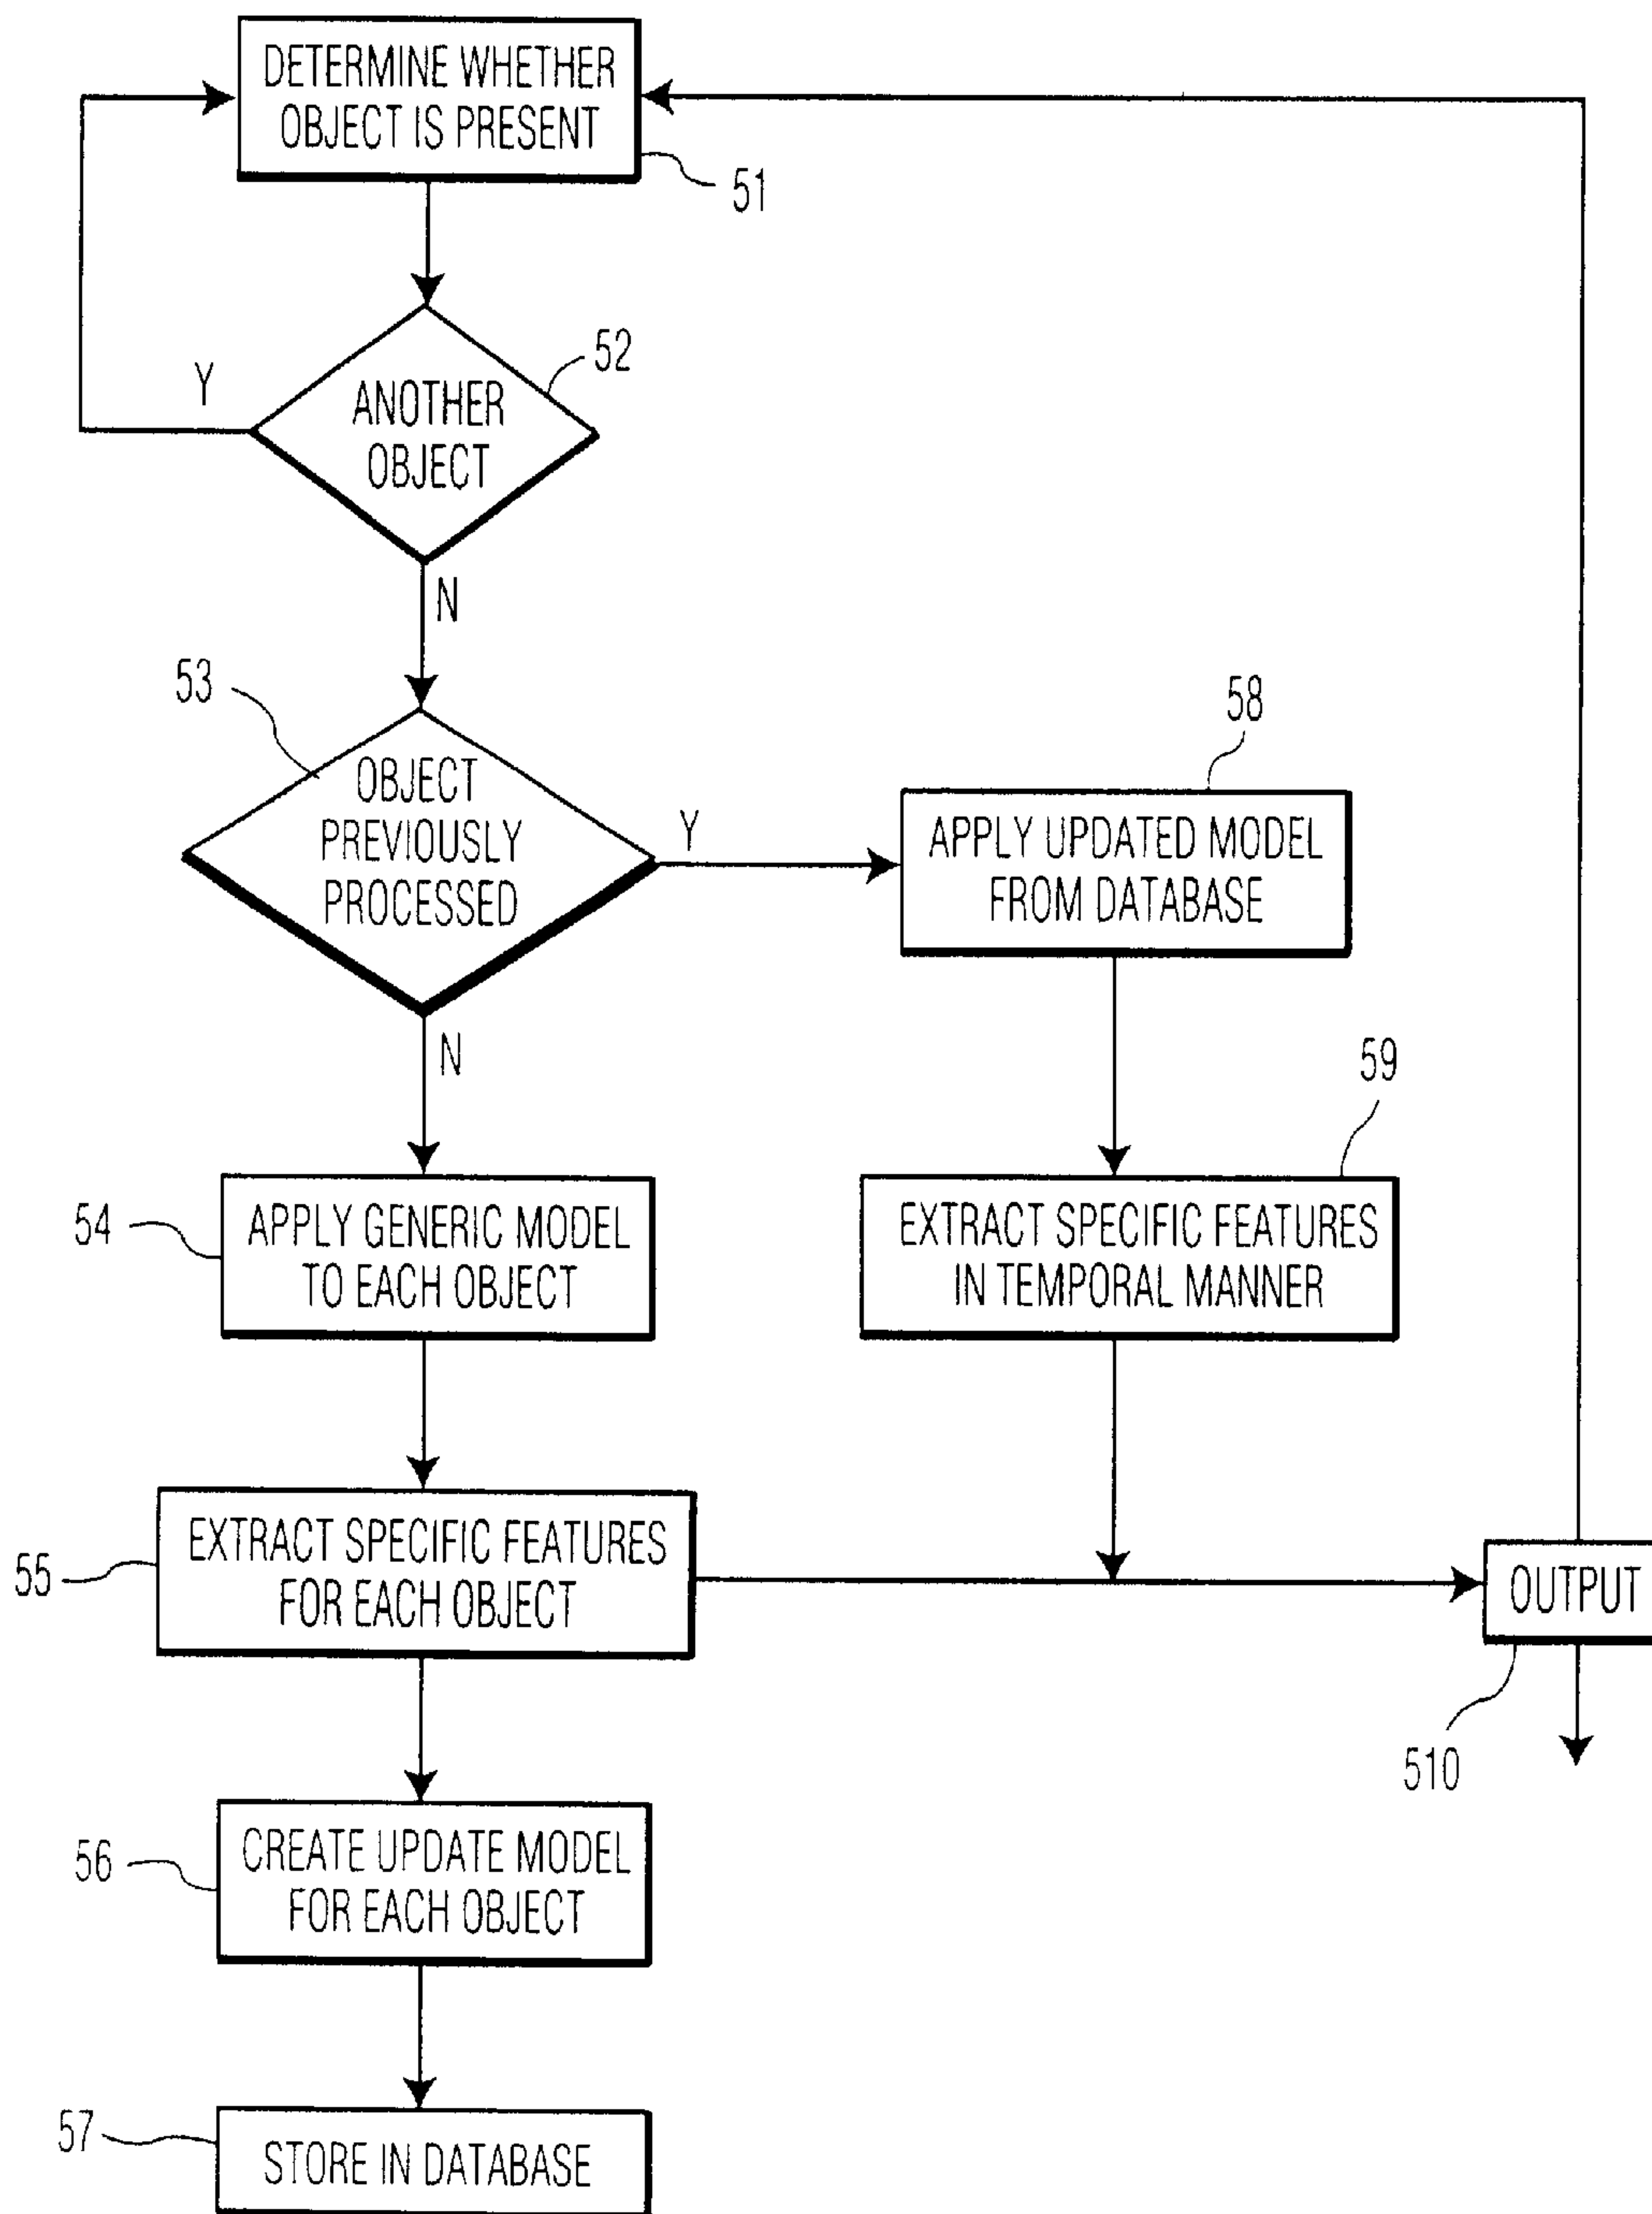 DETERMINE WHETHER
OBJECT IS PRESENT
51
52
Y
ANOTHER
OBJECT
N
53
OBJECT
PREVIOUSLY
PROCESSED
Y
58
APPLY UPDATED MODEL
FROM DATABASE
N
59
54
APPLY GENERIC MODEL
TO EACH OBJECT
EXTRACT SPECIFIC FEATURES
IN TEMPORAL MANNER
55
EXTRACT SPECIFIC FEATURES
FOR EACH OBJECT
OUTPUT
510
56
CREATE UPDATE MODEL
FOR EACH OBJECT
57
STORE IN DATABASE